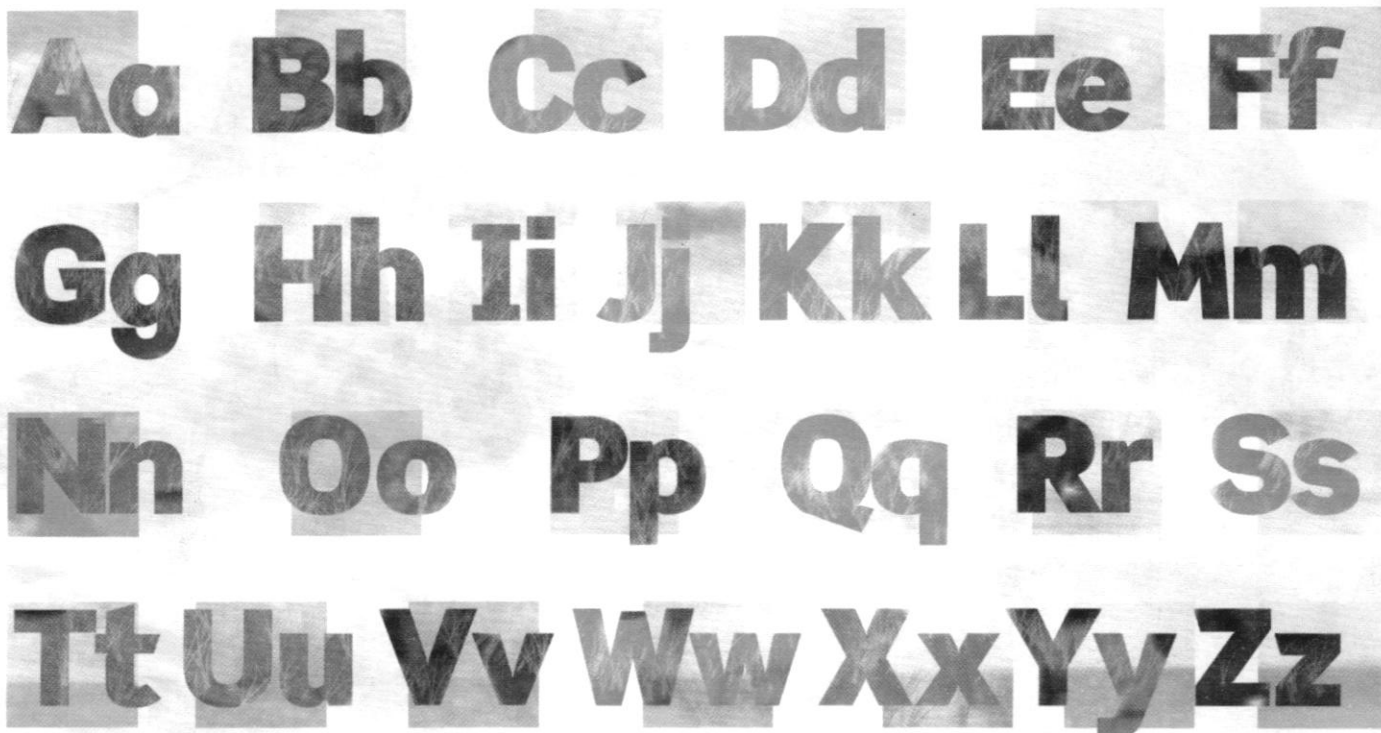 Aa Bb Cc Dd Ee Ff
Gg Hh Ii Jj Kk Ll Mm
Nn Oo Pp Qq Rr Ss
Tt Uu Vv Ww Xx Yy Zz